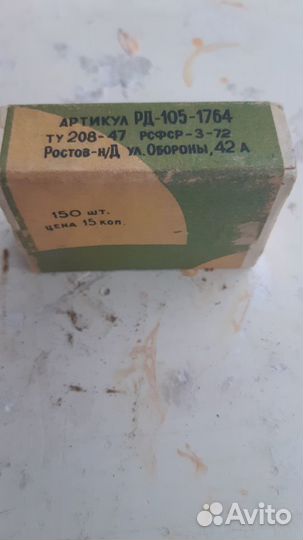 АРТИКУЛ РД-105-1764
ТУ 208-47 РСФСР-3-72
РОСТОВ-Н/Д УЛ. ОБОРОНЫ, 42 А
150 ШТ.
ЦЕНА 15 КОП.
Avito